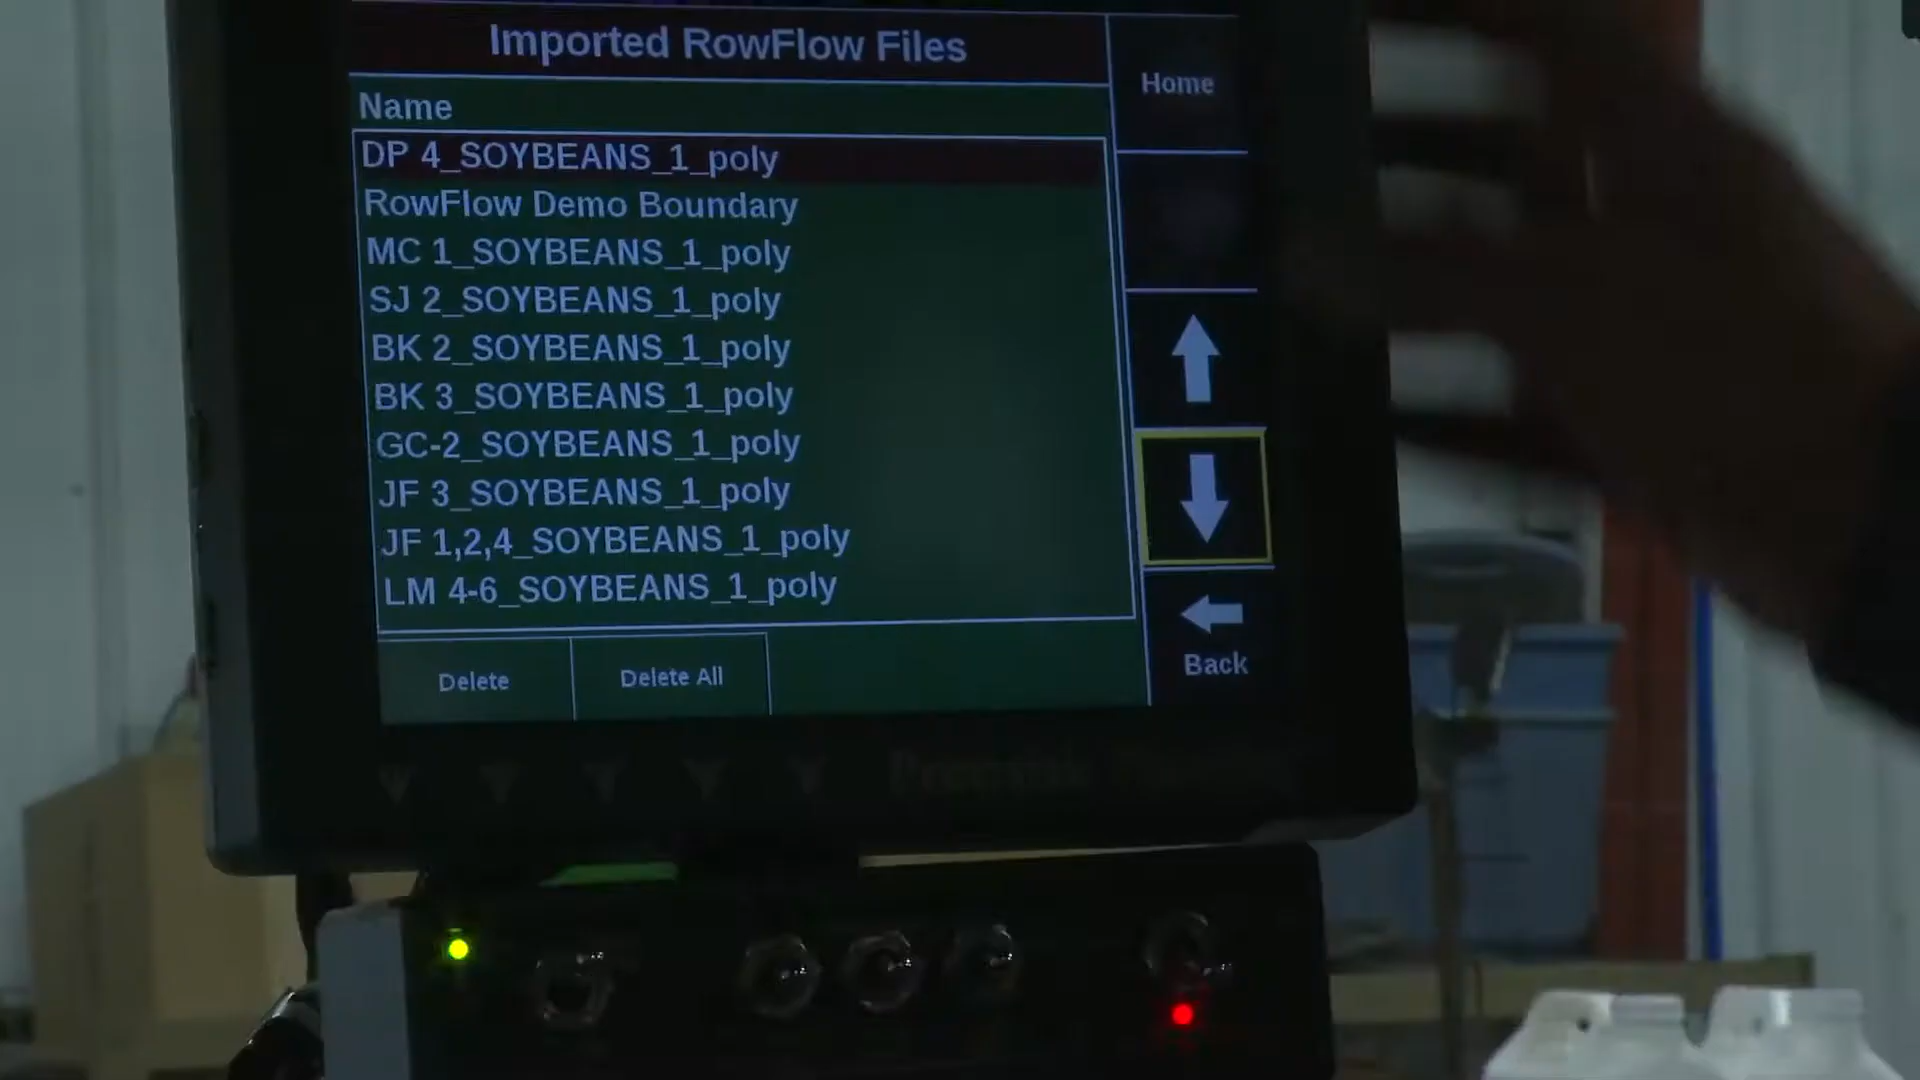 Imported RowFlow Files
Home
Name
DP 4_SOYBEANS_1_poly
RowFlow Demo Boundary
MC 1_SOYBEANS_1_poly
SJ 2_SOYBEANS_1_poly
BK 2_SOYBEANS_1_poly
BK 3_SOYBEANS_1_poly
GC-2_SOYBEANS_1_poly
JF 3_SOYBEANS_1_poly
JF 1,2,4_SOYBEANS_1_poly
LM 4-6_SOYBEANS_1_poly
Delete
Delete All
Back